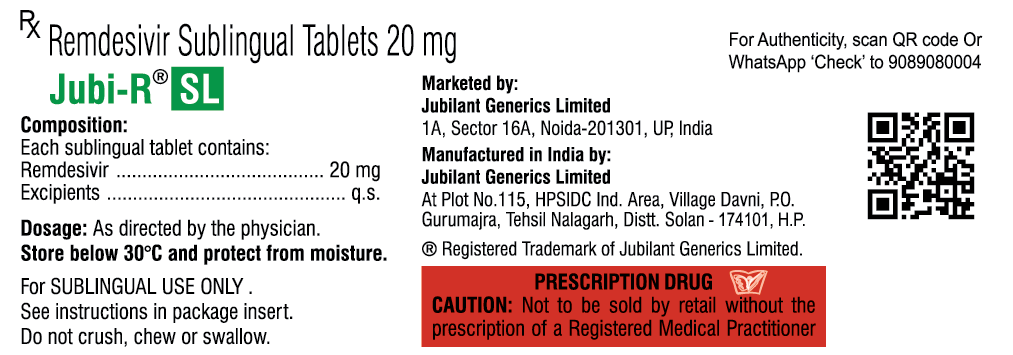 Rx Remdesivir Sublingual Tablets 20 mg
Jubi-R® SL
Composition:
Each sublingual tablet contains:
Remdesivir ........................................ 20 mg
Excipients .............................................. q.s.
Dosage: As directed by the physician.
Store below 30°C and protect from moisture.
For SUBLINGUAL USE ONLY .
See instructions in package insert.
Do not crush, chew or swallow.
Marketed by:
Jubilant Generics Limited
1A, Sector 16A, Noida-201301, UP, India
Manufactured in India by:
Jubilant Generics Limited
At Plot No.115, HPSIDC Ind. Area, Village Davni, P.O.
Gurumajra, Tehsil Nalagarh, Distt. Solan - 174101, H.P.
® Registered Trademark of Jubilant Generics Limited.
PRESCRIPTION DRUG
CAUTION: Not to be sold by retail without the
prescription of a Registered Medical Practitioner
For Authenticity, scan QR code Or
WhatsApp ‘Check’ to 9089080004